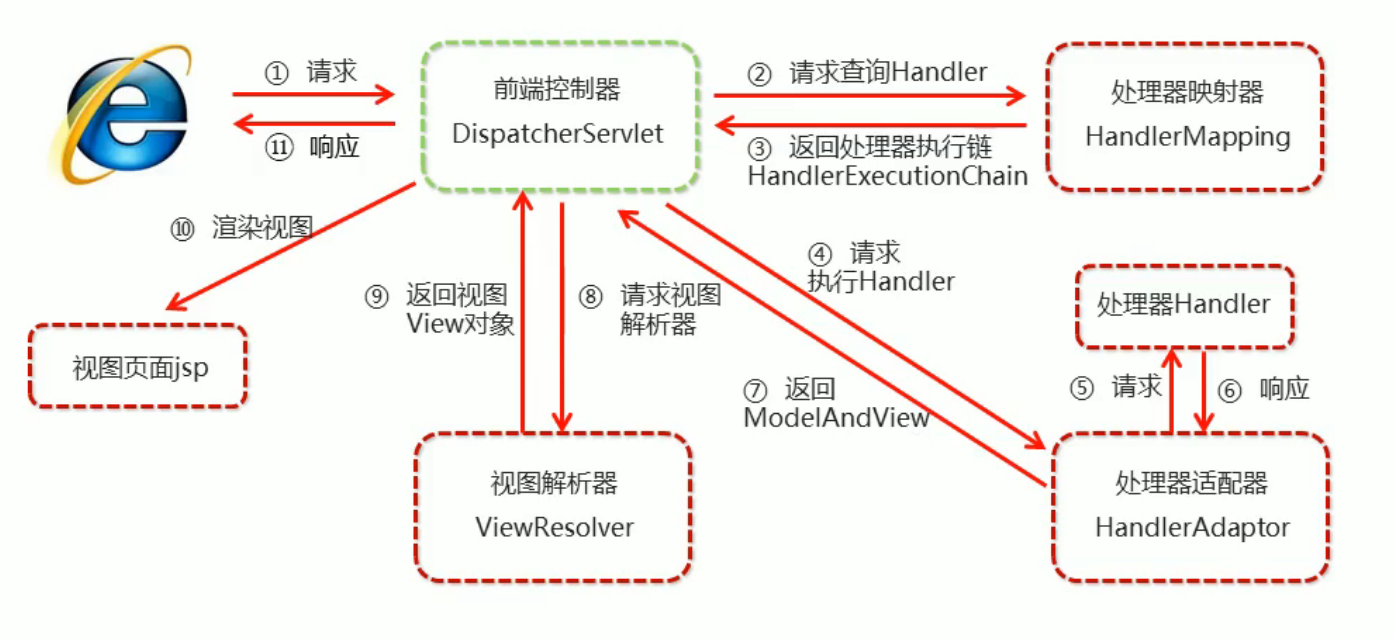 ① 请求
⑪ 响应
前端控制器
DispatcherServlet
② 请求查询Handler
③ 返回处理器执行链
HandlerExecutionChain
处理器映射器
HandlerMapping
⑩ 渲染视图
④ 请求
执行Handler
处理器Handler
⑨ 返回视图
View对象
⑧ 请求视图
解析器
视图页面jsp
⑦ 返回
ModelAndView
⑤ 请求
⑥ 响应
视图解析器
ViewResolver
处理器适配器
HandlerAdaptor